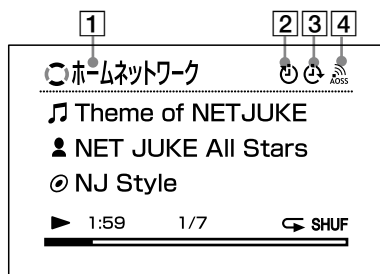 1 2 3 4
ホームネットワーク AOSS
Theme of NETJUKE
NET JUKE All Stars
NJ Style
1:59 1/7 SHUF